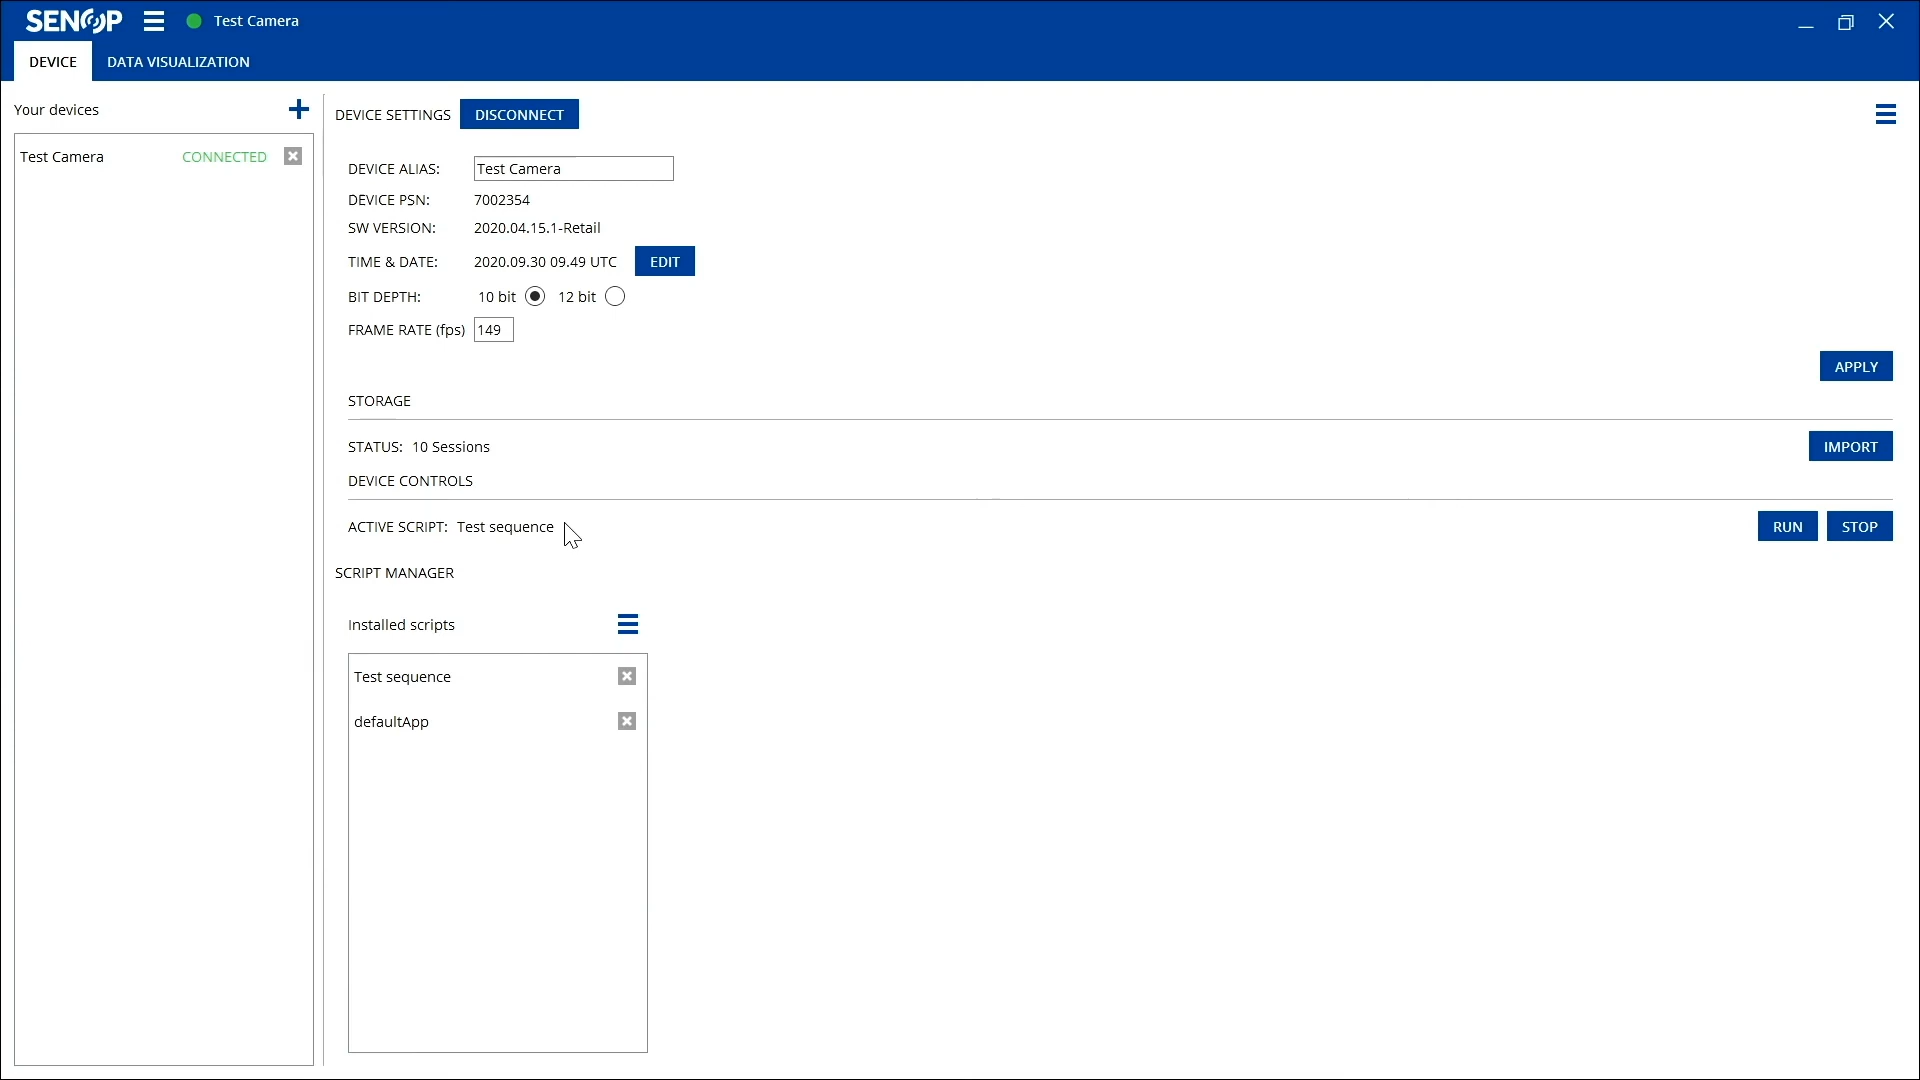 SENOP Test Camera
DEVICE DATA VISUALIZATION
Your devices
Test Camera CONNECTED
DEVICE SETTINGS DISCONNECT
DEVICE ALIAS: Test Camera
DEVICE PSN: 7002354
SW VERSION: 2020.04.15.1-Retail
TIME & DATE: 2020.09.30 09.49 UTC EDIT
BIT DEPTH: 10 bit 12 bit
FRAME RATE (fps) 149
APPLY
STORAGE
STATUS: 10 Sessions IMPORT
DEVICE CONTROLS
ACTIVE SCRIPT: Test sequence RUN STOP
SCRIPT MANAGER
Installed scripts
Test sequence
defaultApp